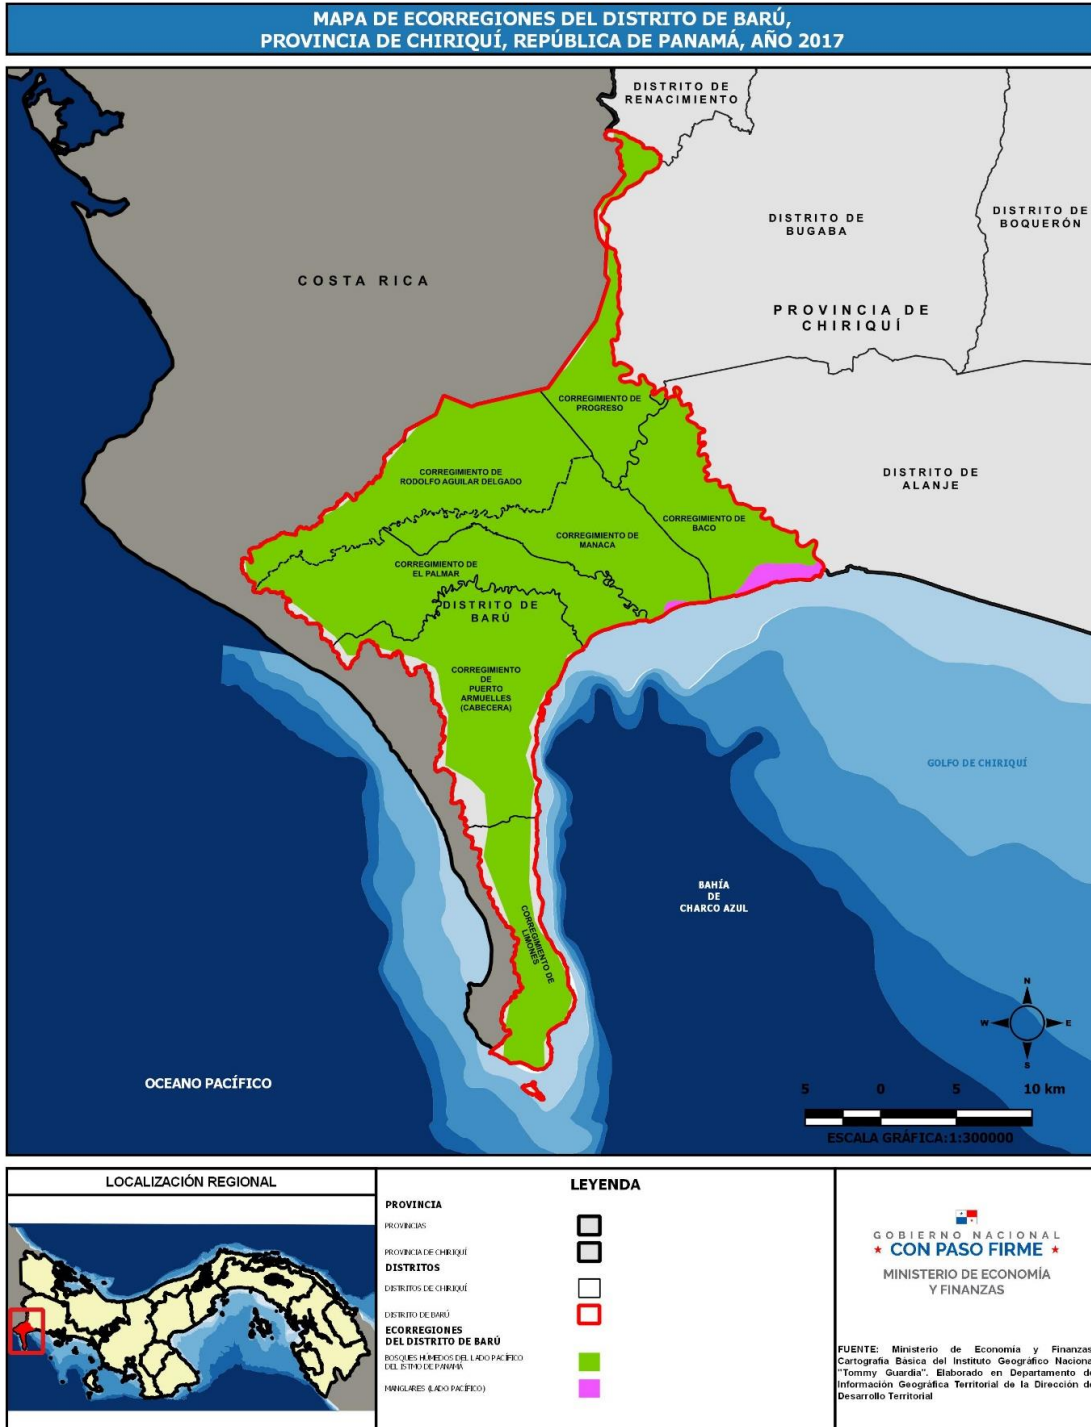 MAPA DE ECORREGIONES DEL DISTRITO DE BARÚ,
PROVINCIA DE CHIRIQUÍ, REPÚBLICA DE PANAMÁ, AÑO 2017
DISTRITO DE
RENACIMIENTO
DISTRITO DE
BUGABA
DISTRITO DE
BOQUERÓN
COSTA RICA
PROVINCIA DE
CHIRIQUÍ
CORREGIMIENTO DE
PROGRESO
DISTRITO DE
ALANJE
CORREGIMIENTO DE
RODOLFO AGUILAR DELGADO
CORREGIMIENTO DE
BACO
CORREGIMIENTO DE
MANACA
CORREGIMIENTO DE
EL PALMAR
DISTRITO DE
BARÚ
CORREGIMIENTO
DE
PUERTO
ARMUELLES
(CABECERA)
GOLFO DE CHIRIQUÍ
BAHÍA
DE
CHARCO AZUL
CORREGIMIENTO DE
LIMONES
OCEANO PACÍFICO
N
W E
S
5 0 5 10 km
ESCALA GRÁFICA:1:300000
LOCALIZACIÓN REGIONAL
LEYENDA
PROVINCIA
PROVINCIAS
PROVINCIA DE CHIRIQUÍ
DISTRITOS
DISTRITOS DE CHIRIQUÍ
DISTRITO DE BARÚ
ECORREGIONES
DEL DISTRITO DE BARÚ
BOSQUES HÚMEDOS DEL LADO PACÍFICO
DEL ISTMO DE PANAMÁ
MANGLARES (LADO PACÍFICO)
GOBIERNO NACIONAL
★ CON PASO FIRME ★
MINISTERIO DE ECONOMÍA
Y FINANZAS
FUENTE: Ministerio de Economía y Finanzas
Cartografía Básica del Instituto Geográfico Naciona
"Tommy Guardia". Elaborado en Departamento de
Información Geográfica Territorial de la Dirección de
Desarrollo Territorial